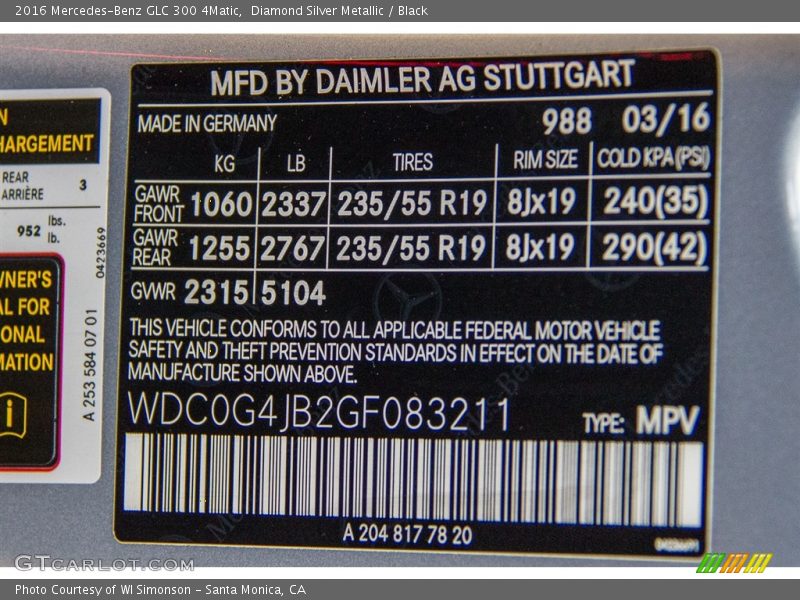 2016 Mercedes-Benz GLC 300 4Matic,  Diamond Silver Metallic / Black
N
HARGEMENT
REAR 3
ARRIÈRE
952 lbs.
lb.
0423669
WNER'S
AL FOR
IONAL
MATION
A 253 584 07 01
MFD BY DAIMLER AG STUTTGART
MADE IN GERMANY 988 03/16
KG LB TIRES RIM SIZE COLD KPA(PSI)
GAWR FRONT 1060 2337 235/55 R19 8Jx19 240(35)
GAWR REAR 1255 2767 235/55 R19 8Jx19 290(42)
GVWR 2315 5104
THIS VEHICLE CONFORMS TO ALL APPLICABLE FEDERAL MOTOR VEHICLE
SAFETY AND THEFT PREVENTION STANDARDS IN EFFECT ON THE DATE OF
MANUFACTURE SHOWN ABOVE.
WDC0G4JB2GF083211 TYPE: MPV
A 204 817 78 20
GTcarlot.com
Photo Courtesy of WI Simonson - Santa Monica, CA